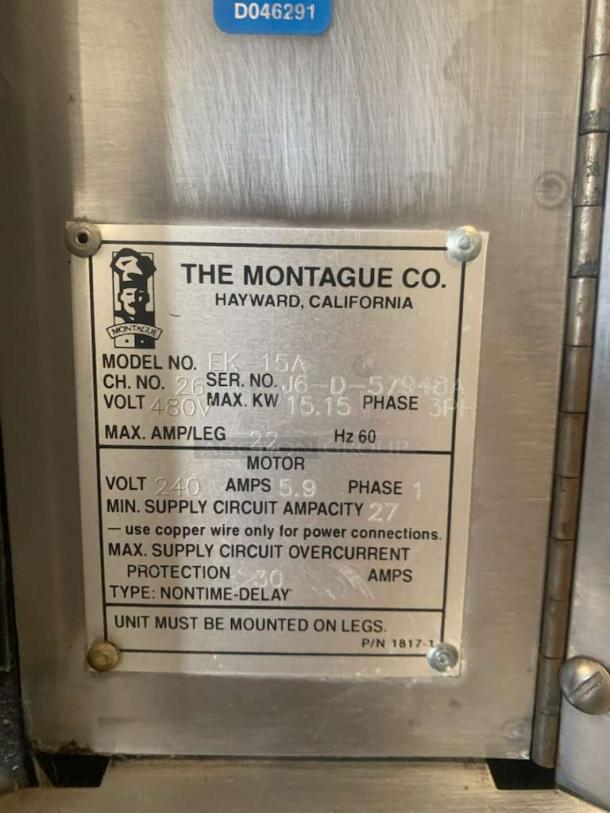 D046291
THE MONTAGUE CO.
HAYWARD, CALIFORNIA
MONTAGUE
MODEL NO. EK-15A
CH. NO. 26 SER. NO. J6-D-57948A
VOLT 480V MAX. KW 15.15 PHASE 3PH
MAX. AMP/LEG 22 Hz 60
MOTOR
VOLT 240 AMPS 5.9 PHASE 1
MIN. SUPPLY CIRCUIT AMPACITY 27
— use copper wire only for power connections.
MAX. SUPPLY CIRCUIT OVERCURRENT
PROTECTION 30 AMPS
TYPE: NONTIME-DELAY
UNIT MUST BE MOUNTED ON LEGS.
P/N 1817-1